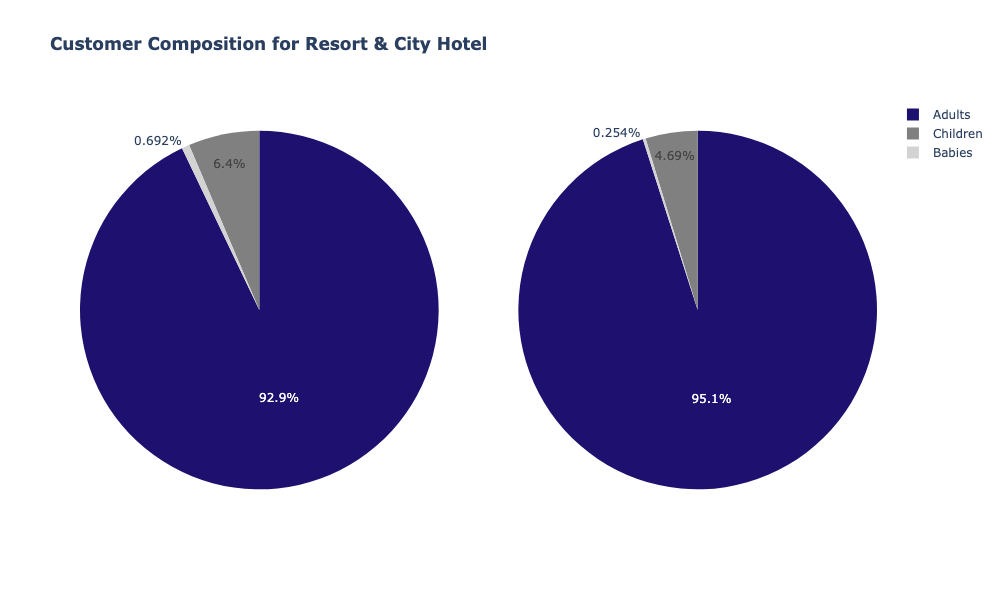 Customer Composition for Resort & City Hotel
0.692%
6.4%
92.9%
0.254%
4.69%
95.1%
Adults
Children
Babies